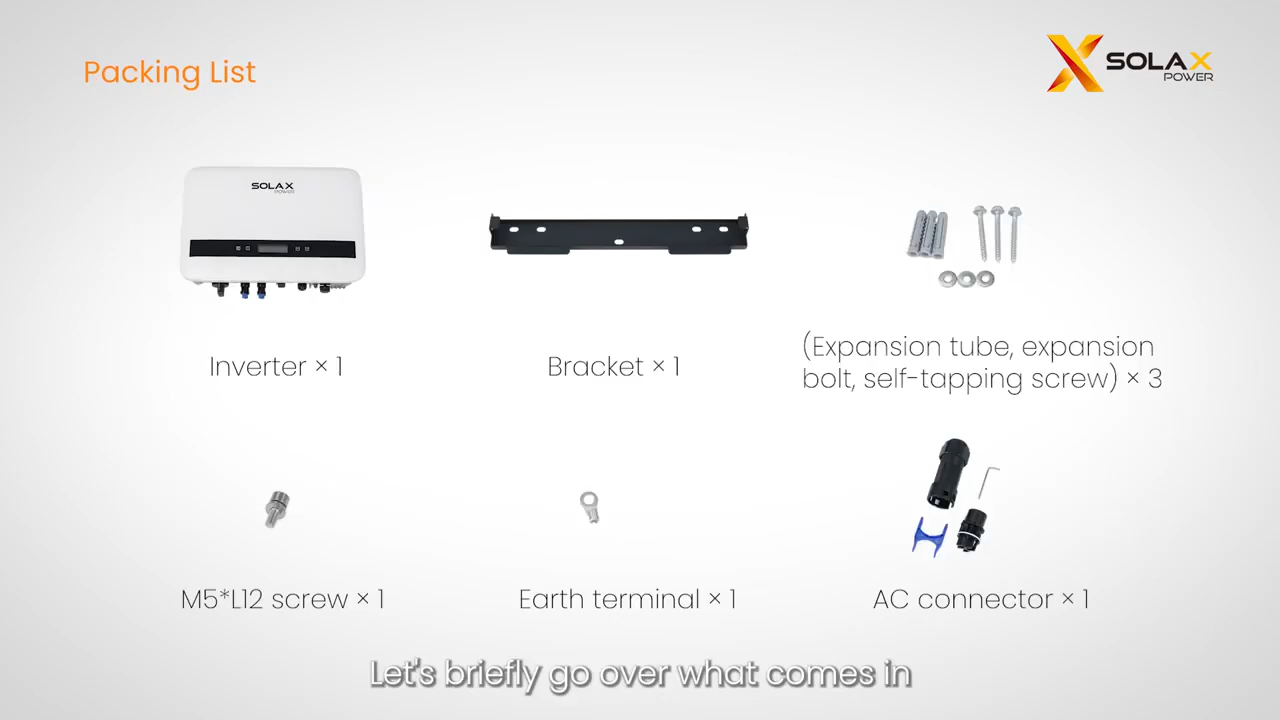 Packing List
SOLAX
POWER
SOLAX
POWER
Inverter × 1
Bracket × 1
(Expansion tube, expansion
bolt, self-tapping screw) × 3
M5*L12 screw × 1
Earth terminal × 1
AC connector × 1
Let's briefly go over what comes in